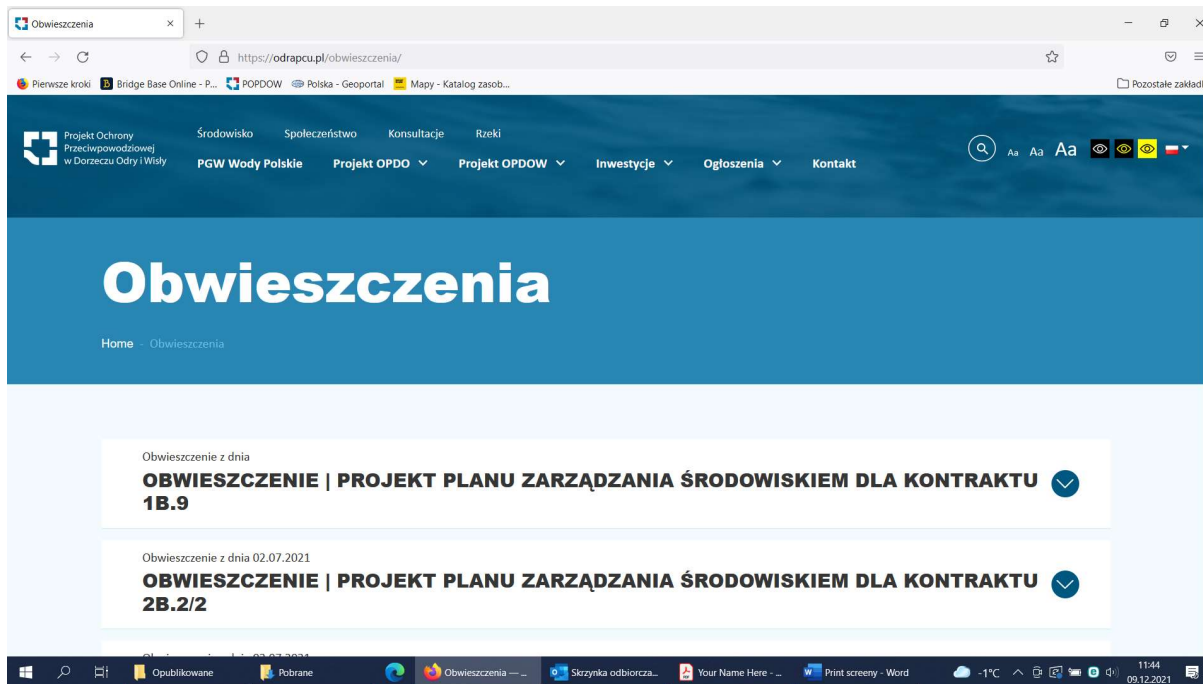 Obwieszczenia
https://odrapcu.pl/obwieszczenia/
Pierwsze kroki Bridge Base Online - P... POPDOW Polska - Geoportal Mapy - Katalog zasob... Pozostałe zakładk
Projekt Ochrony
Przeciwpowodziowej
w Dorzeczu Odry i Wisły
Środowisko Społeczeństwo Konsultacje Rzeki
PGW Wody Polskie Projekt OPDO Projekt OPDOW Inwestycje Ogłoszenia Kontakt
Aa Aa Aa
Obwieszczenia
Home - Obwieszczenia
Obwieszczenie z dnia
OBWIESZCZENIE | PROJEKT PLANU ZARZĄDZANIA ŚRODOWISKIEM DLA KONTRAKTU
1B.9
Obwieszczenie z dnia 02.07.2021
OBWIESZCZENIE | PROJEKT PLANU ZARZĄDZANIA ŚRODOWISKIEM DLA KONTRAKTU
2B.2/2
Opublikowane Pobrane Obwieszczenia — ... Skrzynka odbiorcza... Your Name Here - ... Print screeny - Word -1°C 11:44
09.12.2021